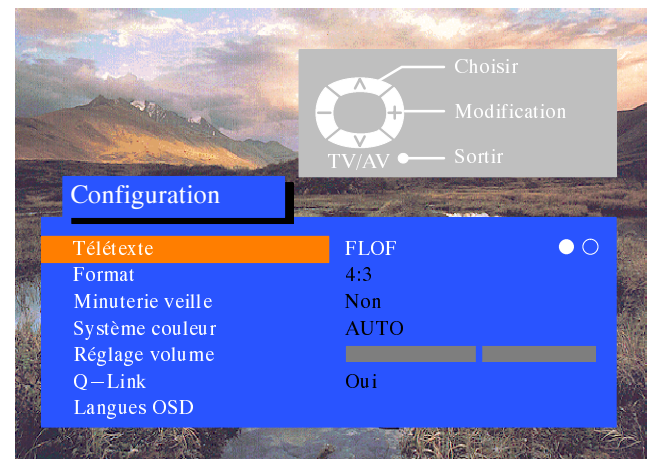 Choisir
Modification
TV/AV Sortir
Configuration
Télétexte FLOF
Format 4:3
Minuterie veille Non
Système couleur AUTO
Réglage volume
Q−Link Oui
Langues OSD